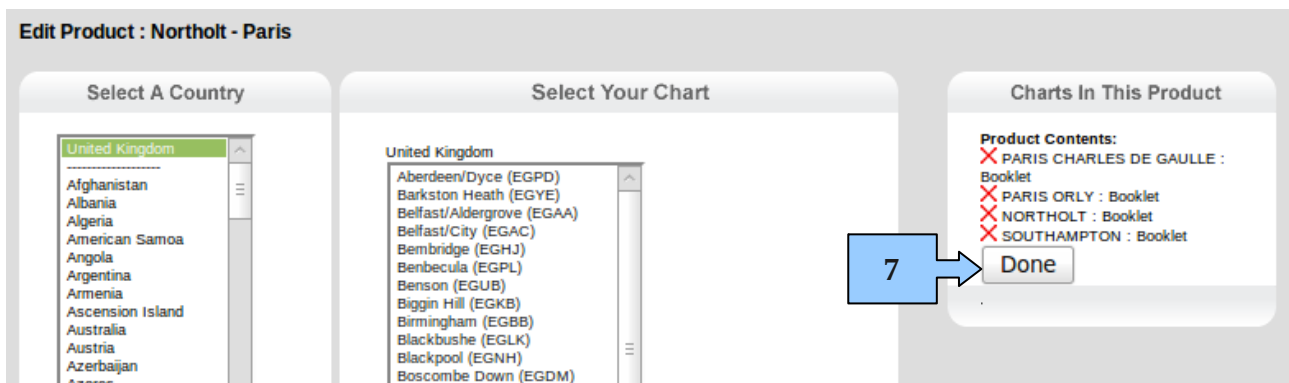 Edit Product : Northolt - Paris
Select A Country
United Kingdom
-------------------
Afghanistan
Albania
Algeria
American Samoa
Angola
Argentina
Armenia
Ascension Island
Australia
Austria
Azerbaijan
Azores
Select Your Chart
United Kingdom
Aberdeen/Dyce (EGPD)
Barkston Heath (EGYE)
Belfast/Aldergrove (EGAA)
Belfast/City (EGAC)
Bembridge (EGHJ)
Benbecula (EGPL)
Benson (EGUB)
Biggin Hill (EGKB)
Birmingham (EGBB)
Blackbushe (EGLK)
Blackpool (EGNH)
Boscombe Down (EGDM)
Charts In This Product
Product Contents:
PARIS CHARLES DE GAULLE :
Booklet
PARIS ORLY : Booklet
NORTHOLT : Booklet
SOUTHAMPTON : Booklet
7
Done
.